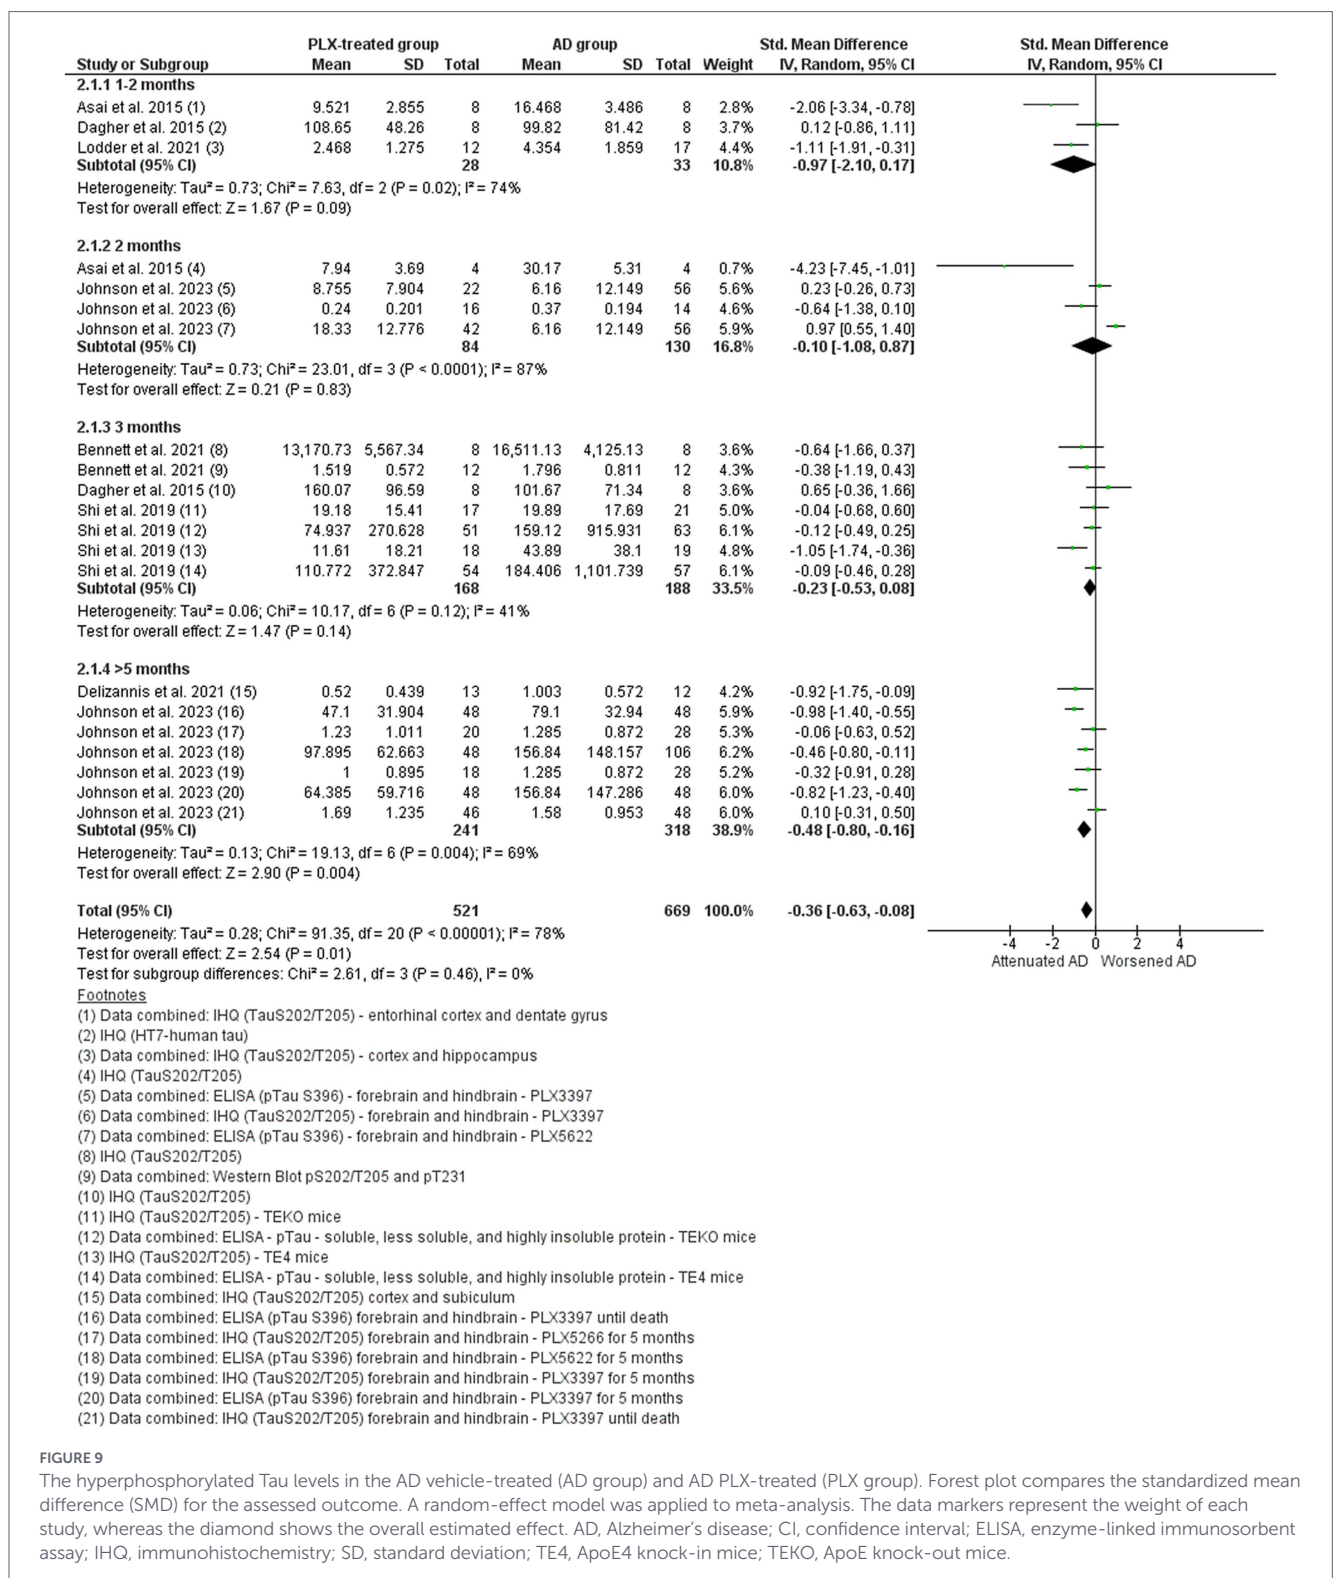 PLX-treated group AD group Std. Mean Difference Std. Mean Difference
Study or Subgroup Mean SD Total Mean SD Total Weight IV, Random, 95% CI IV, Random, 95% CI
2.1.1 1-2 months
Asai et al. 2015 (1) 9.521 2.855 8 16.468 3.486 8 2.8% -2.06 [-3.34, -0.78]
Dagher et al. 2015 (2) 108.65 48.26 8 99.82 81.42 8 3.7% 0.12 [-0.86, 1.11]
Lodder et al. 2021 (3) 2.468 1.275 12 4.354 1.859 17 4.4% -1.11 [-1.91, -0.31]
Subtotal (95% CI) 28 33 10.8% -0.97 [-2.10, 0.17]
Heterogeneity: Tau² = 0.73; Chi² = 7.63, df = 2 (P = 0.02); I² = 74%
Test for overall effect: Z = 1.67 (P = 0.09)
2.1.2 2 months
Asai et al. 2015 (4) 7.94 3.69 4 30.17 5.31 4 0.7% -4.23 [-7.45, -1.01]
Johnson et al. 2023 (5) 8.755 7.904 22 6.16 12.149 56 5.6% 0.23 [-0.26, 0.73]
Johnson et al. 2023 (6) 0.24 0.201 16 0.37 0.194 14 4.6% -0.64 [-1.38, 0.10]
Johnson et al. 2023 (7) 18.33 12.776 42 6.16 12.149 56 5.9% 0.97 [0.55, 1.40]
Subtotal (95% CI) 84 130 16.8% -0.10 [-1.08, 0.87]
Heterogeneity: Tau² = 0.73; Chi² = 23.01, df = 3 (P < 0.0001); I² = 87%
Test for overall effect: Z = 0.21 (P = 0.83)
2.1.3 3 months
Bennett et al. 2021 (8) 13,170.73 5,567.34 8 16,511.13 4,125.13 8 3.6% -0.64 [-1.66, 0.37]
Bennett et al. 2021 (9) 1.519 0.572 12 1.796 0.811 12 4.3% -0.38 [-1.19, 0.43]
Dagher et al. 2015 (10) 160.07 96.59 8 101.67 71.34 8 3.6% 0.65 [-0.36, 1.66]
Shi et al. 2019 (11) 19.18 15.41 17 19.89 17.69 21 5.0% -0.04 [-0.68, 0.60]
Shi et al. 2019 (12) 74.937 270.628 51 159.12 915.931 63 6.1% -0.12 [-0.49, 0.25]
Shi et al. 2019 (13) 11.61 18.21 18 43.89 38.1 19 4.8% -1.05 [-1.74, -0.36]
Shi et al. 2019 (14) 110.772 372.847 54 184.406 1,101.739 57 6.1% -0.09 [-0.46, 0.28]
Subtotal (95% CI) 168 188 33.5% -0.23 [-0.53, 0.08]
Heterogeneity: Tau² = 0.06; Chi² = 10.17, df = 6 (P = 0.12); I² = 41%
Test for overall effect: Z = 1.47 (P = 0.14)
2.1.4 >5 months
Delizannis et al. 2021 (15) 0.52 0.439 13 1.003 0.572 12 4.2% -0.92 [-1.75, -0.09]
Johnson et al. 2023 (16) 47.1 31.904 48 79.1 32.94 48 5.9% -0.98 [-1.40, -0.55]
Johnson et al. 2023 (17) 1.23 1.011 20 1.285 0.872 28 5.3% -0.06 [-0.63, 0.52]
Johnson et al. 2023 (18) 97.895 62.663 48 156.84 148.157 106 6.2% -0.46 [-0.80, -0.11]
Johnson et al. 2023 (19) 1 0.895 18 1.285 0.872 28 5.2% -0.32 [-0.91, 0.28]
Johnson et al. 2023 (20) 64.385 59.716 48 156.84 147.286 48 6.0% -0.82 [-1.23, -0.40]
Johnson et al. 2023 (21) 1.69 1.235 46 1.58 0.953 48 6.0% 0.10 [-0.31, 0.50]
Subtotal (95% CI) 241 318 38.9% -0.48 [-0.80, -0.16]
Heterogeneity: Tau² = 0.13; Chi² = 19.13, df = 6 (P = 0.004); I² = 69%
Test for overall effect: Z = 2.90 (P = 0.004)
Total (95% CI) 521 669 100.0% -0.36 [-0.63, -0.08]
Heterogeneity: Tau² = 0.28; Chi² = 91.35, df = 20 (P < 0.00001); I² = 78%
Test for overall effect: Z = 2.54 (P = 0.01)
Test for subgroup differences: Chi² = 2.61, df = 3 (P = 0.46), I² = 0%
-4 -2 0 2 4
Attenuated AD Worsened AD
Footnotes
(1) Data combined: IHQ (TauS202/T205) - entorhinal cortex and dentate gyrus
(2) IHQ (HT7-human tau)
(3) Data combined: IHQ (TauS202/T205) - cortex and hippocampus
(4) IHQ (TauS202/T205)
(5) Data combined: ELISA (pTau S396) - forebrain and hindbrain - PLX3397
(6) Data combined: IHQ (TauS202/T205) - forebrain and hindbrain - PLX3397
(7) Data combined: ELISA (pTau S396) - forebrain and hindbrain - PLX5622
(8) IHQ (TauS202/T205)
(9) Data combined: Western Blot pS202/T205 and pT231
(10) IHQ (TauS202/T205)
(11) IHQ (TauS202/T205) - TEKO mice
(12) Data combined: ELISA - pTau - soluble, less soluble, and highly insoluble protein - TEKO mice
(13) IHQ (TauS202/T205) - TE4 mice
(14) Data combined: ELISA - pTau - soluble, less soluble, and highly insoluble protein - TE4 mice
(15) Data combined: IHQ (TauS202/T205) cortex and subiculum
(16) Data combined: ELISA (pTau S396) forebrain and hindbrain - PLX3397 until death
(17) Data combined: IHQ (TauS202/T205) forebrain and hindbrain - PLX5266 for 5 months
(18) Data combined: ELISA (pTau S396) forebrain and hindbrain - PLX5622 for 5 months
(19) Data combined: IHQ (TauS202/T205) forebrain and hindbrain - PLX3397 for 5 months
(20) Data combined: ELISA (pTau S396) forebrain and hindbrain - PLX3397 for 5 months
(21) Data combined: IHQ (TauS202/T205) forebrain and hindbrain - PLX3397 until death
FIGURE 9
The hyperphosphorylated Tau levels in the AD vehicle-treated (AD group) and AD PLX-treated (PLX group). Forest plot compares the standardized mean
difference (SMD) for the assessed outcome. A random-effect model was applied to meta-analysis. The data markers represent the weight of each
study, whereas the diamond shows the overall estimated effect. AD, Alzheimer's disease; CI, confidence interval; ELISA, enzyme-linked immunosorbent
assay; IHQ, immunohistochemistry; SD, standard deviation; TE4, ApoE4 knock-in mice; TEKO, ApoE knock-out mice.